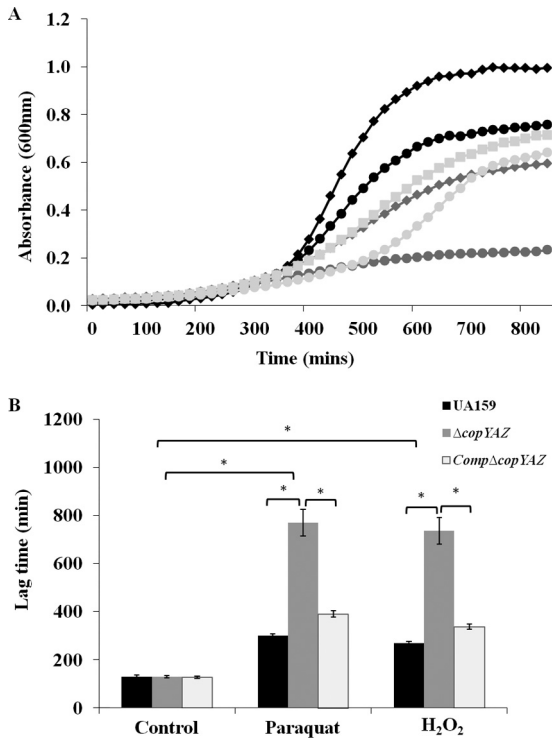 A
Absorbance (600nm)
1.0
0.8
0.6
0.4
0.2
0.0
0 100 200 300 400 500 600 700 800
Time (mins)
B
Lag time (min)
1200
1000
800
600
400
200
0
UA159
ΔcopYAZ
CompΔcopYAZ
*
*
* *
* *
Control Paraquat H₂O₂